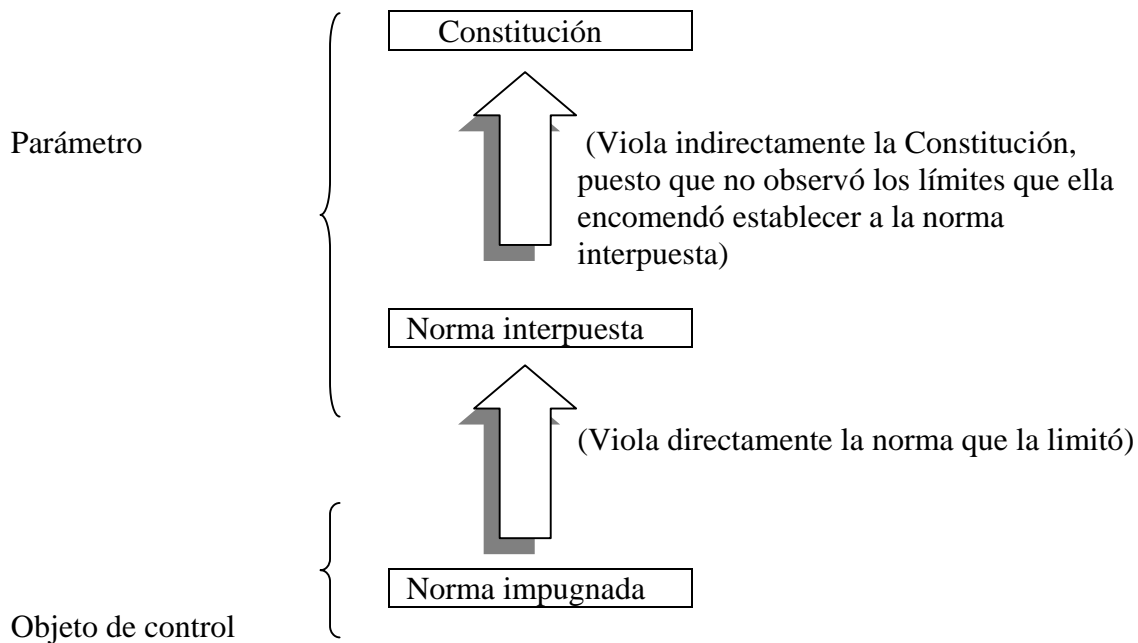 Constitución
Parámetro
(Viola indirectamente la Constitución,
puesto que no observó los límites que ella
encomendó establecer a la norma
interpuesta)
Norma interpuesta
(Viola directamente la norma que la limitó)
Norma impugnada
Objeto de control